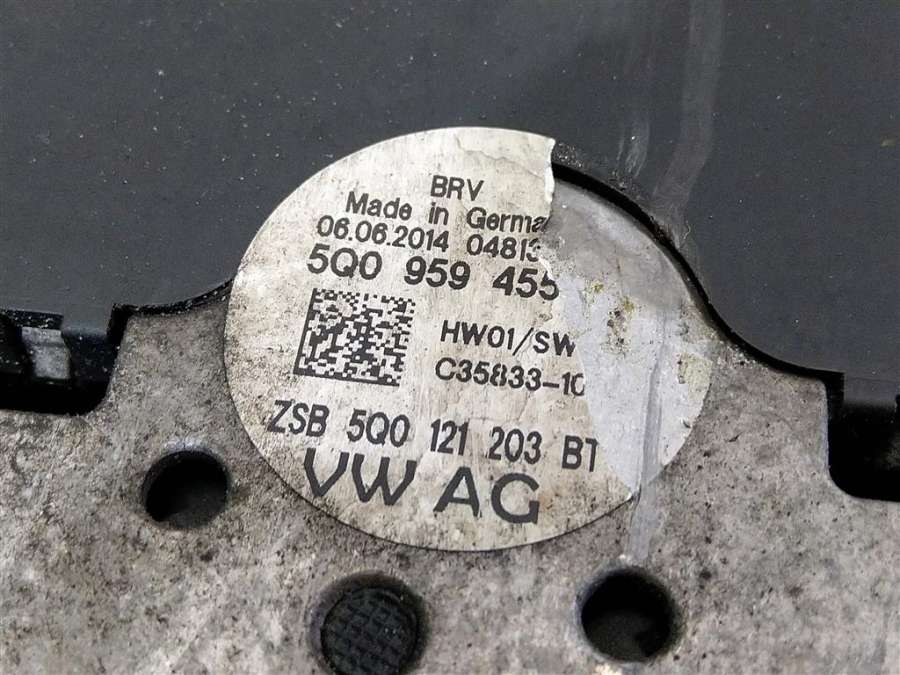 BRV
Made in Germa
06.06.2014 0481
5Q0 959 455
HW01/SW
C35833-10
ZSB 5Q0 121 203 BT
VW AG